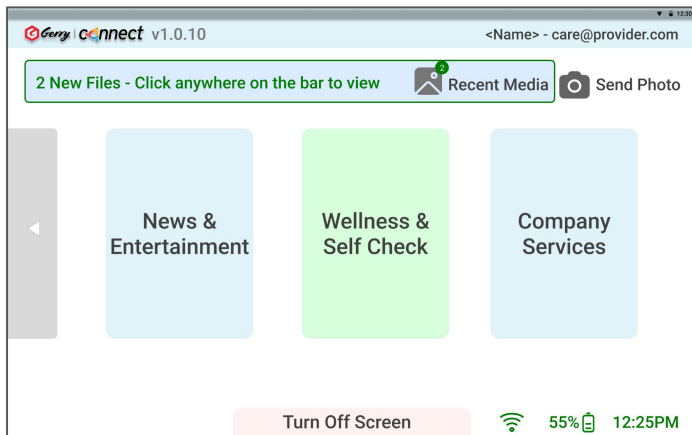 12:30
Gerry connect v1.0.10
<Name> - care@provider.com
2 New Files - Click anywhere on the bar to view
2
Recent Media
Send Photo
News &
Entertainment
Wellness &
Self Check
Company
Services
Turn Off Screen
55%
12:25PM